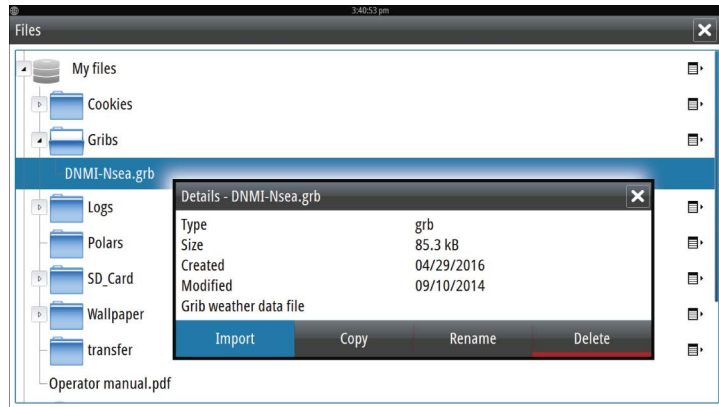 3:40:53 pm
Files
My files
Cookies
Gribs
DNMI-Nsea.grb
Details - DNMI-Nsea.grb
Type grb
Size 85.3 kB
Created 04/29/2016
Modified 09/10/2014
Grib weather data file
Import Copy Rename Delete
Logs
Polars
SD_Card
Wallpaper
transfer
Operator manual.pdf